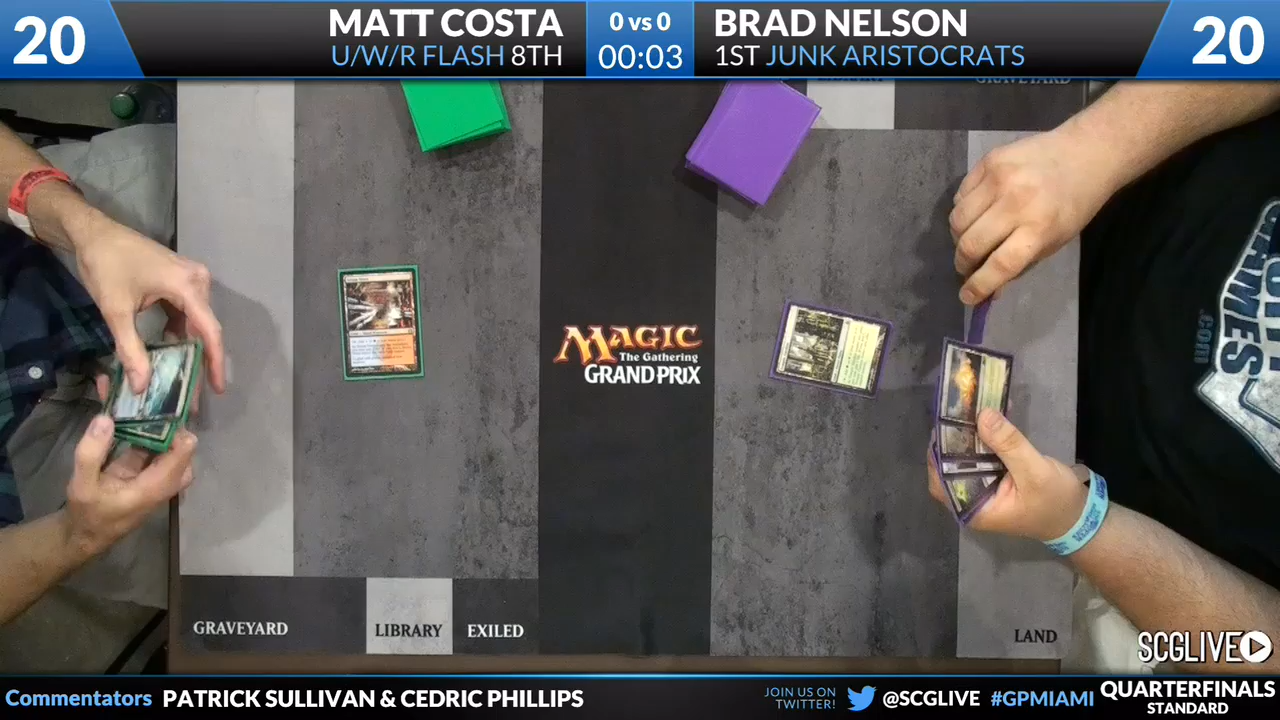 20
MATT COSTA
U/W/R FLASH 8TH
0 vs 0
00:03
BRAD NELSON
1ST JUNK ARISTOCRATS
20
GRAVEYARD
MAGIC
The Gathering
GRAND PRIX
GAMES
.COM
GRAVEYARD
LIBRARY
EXILED
LAND
SCGLIVE
Commentators PATRICK SULLIVAN & CEDRIC PHILLIPS
JOIN US ON
TWITTER!
@SCGLIVE
#GPMIAMI
QUARTERFINALS
STANDARD